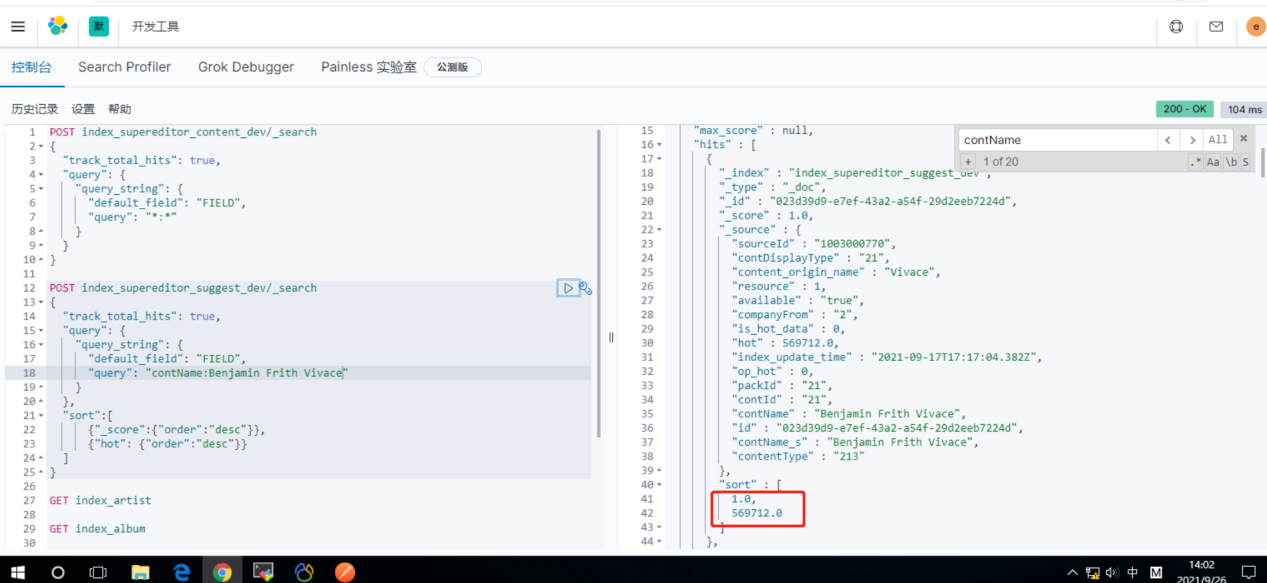 默
开发工具
e
控制台
Search Profiler
Grok Debugger
Painless 实验室
公测版
历史记录
设置
帮助
200 - OK
104 ms
1 POST index_supereditor_content_dev/_search
2 {
3 "track_total_hits": true,
4 "query": {
5 "query_string": {
6 "default_field": "FIELD",
7 "query": "*:*"
8 }
9 }
10 }
11
12 POST index_supereditor_suggest_dev/_search
13 {
14 "track_total_hits": true,
15 "query": {
16 "query_string": {
17 "default_field": "FIELD",
18 "query": "contName:Benjamin Frith Vivace"
19 }
20 },
21 "sort":[
22 {"_score":{"order":"desc"}},
23 {"hot": {"order":"desc"}}
24 ]
25 }
26
27 GET index_artist
28
29 GET index_album
30
15 "max_score" : null,
16 "hits" : [
17 {
18 "_index" : "index_supereditor_suggest_dev",
19 "_type" : "_doc",
20 "_id" : "023d39d9-e7ef-43a2-a54f-29d2eeb7224d",
21 "_score" : 1.0,
22 "_source" : {
23 "sourceId" : "1003000770",
24 "contDisplayType" : "21",
25 "content_origin_name" : "Vivace",
26 "resource" : 1,
27 "available" : "true",
28 "companyFrom" : "2",
29 "is_hot_data" : 0,
30 "hot" : 569712.0,
31 "index_update_time" : "2021-09-17T17:17:04.382Z",
32 "op_hot" : 0,
33 "packId" : "21",
34 "contId" : "21",
35 "contName" : "Benjamin Frith Vivace",
36 "id" : "023d39d9-e7ef-43a2-a54f-29d2eeb7224d",
37 "contName_s" : "Benjamin Frith Vivace",
38 "contentType" : "213"
39 },
40 "sort" : [
41 1.0,
42 569712.0
43 ]
44 },
contName
All
+ 1 of 20
.* Aa \b S
中
M
14:02
2021/9/26